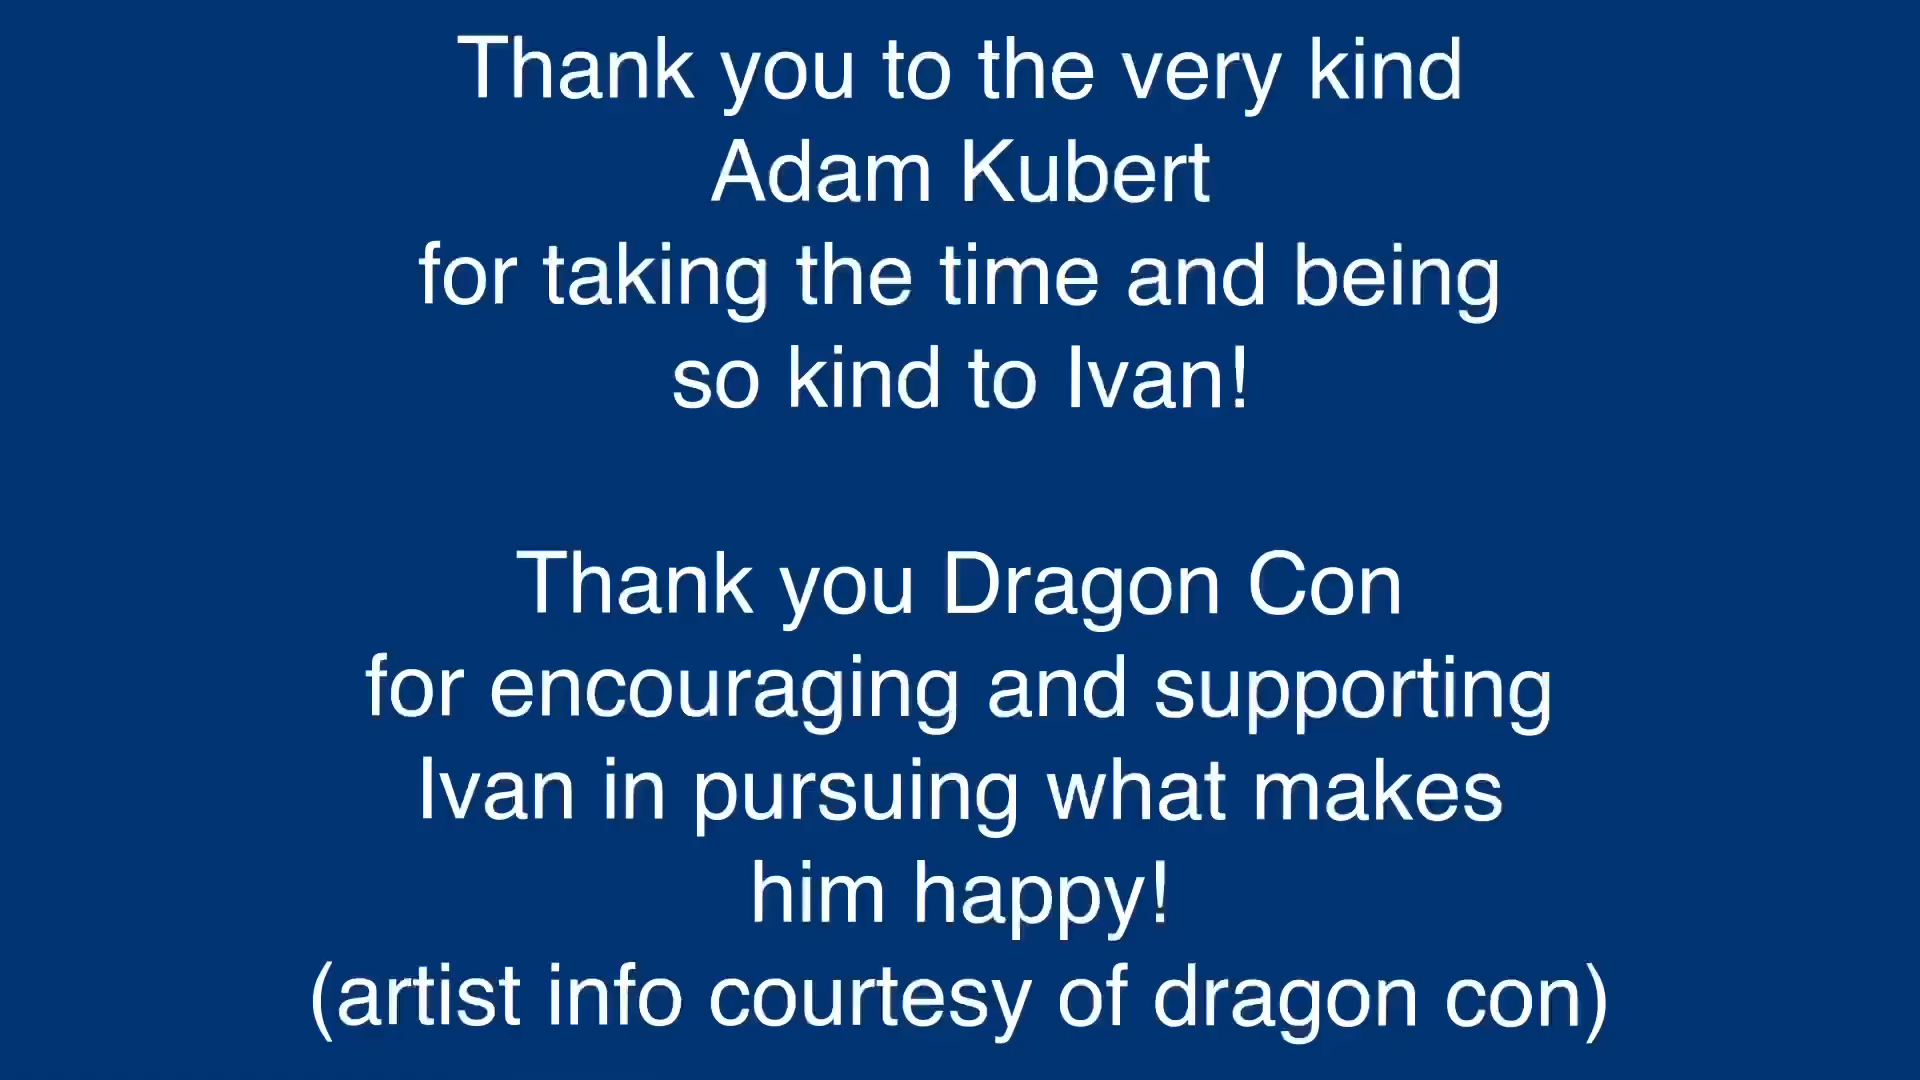 Thank you to the very kind
Adam Kubert
for taking the time and being
so kind to Ivan!
Thank you Dragon Con
for encouraging and supporting
Ivan in pursuing what makes
him happy!
(artist info courtesy of dragon con)